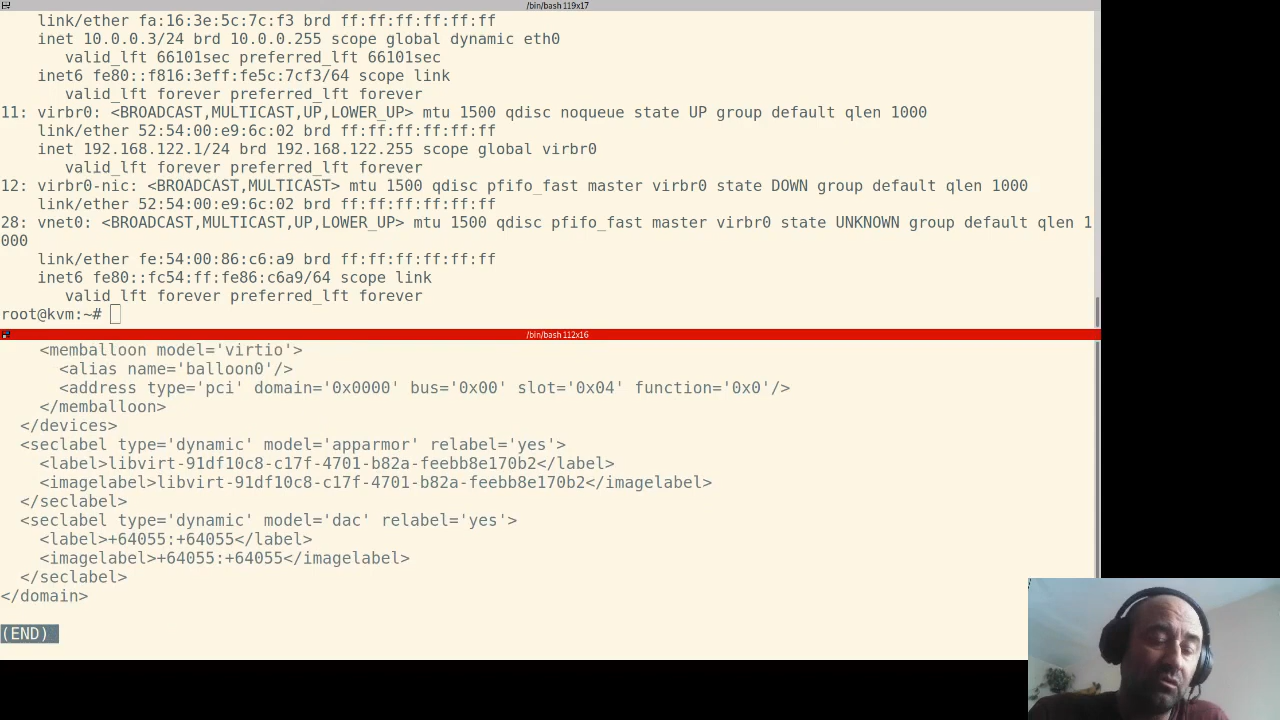 /bin/bash 119x17
link/ether fa:16:3e:5c:7c:f3 brd ff:ff:ff:ff:ff:ff
inet 10.0.0.3/24 brd 10.0.0.255 scope global dynamic eth0
valid_lft 66101sec preferred_lft 66101sec
inet6 fe80::f816:3eff:fe5c:7cf3/64 scope link
valid_lft forever preferred_lft forever
11: virbr0: <BROADCAST,MULTICAST,UP,LOWER_UP> mtu 1500 qdisc noqueue state UP group default qlen 1000
link/ether 52:54:00:e9:6c:02 brd ff:ff:ff:ff:ff:ff
inet 192.168.122.1/24 brd 192.168.122.255 scope global virbr0
valid_lft forever preferred_lft forever
12: virbr0-nic: <BROADCAST,MULTICAST> mtu 1500 qdisc pfifo_fast master virbr0 state DOWN group default qlen 1000
link/ether 52:54:00:e9:6c:02 brd ff:ff:ff:ff:ff:ff
28: vnet0: <BROADCAST,MULTICAST,UP,LOWER_UP> mtu 1500 qdisc pfifo_fast master virbr0 state UNKNOWN group default qlen 1
000
link/ether fe:54:00:86:c6:a9 brd ff:ff:ff:ff:ff:ff
inet6 fe80::fc54:ff:fe86:c6a9/64 scope link
valid_lft forever preferred_lft forever
root@kvm:~#
/bin/bash 112x16
<memballoon model='virtio'>
<alias name='balloon0'/>
<address type='pci' domain='0x0000' bus='0x00' slot='0x04' function='0x0'/>
</memballoon>
</devices>
<seclabel type='dynamic' model='apparmor' relabel='yes'>
<label>libvirt-91df10c8-c17f-4701-b82a-feebb8e170b2</label>
<imagelabel>libvirt-91df10c8-c17f-4701-b82a-feebb8e170b2</imagelabel>
</seclabel>
<seclabel type='dynamic' model='dac' relabel='yes'>
<label>+64055:+64055</label>
<imagelabel>+64055:+64055</imagelabel>
</seclabel>
</domain>
(END)